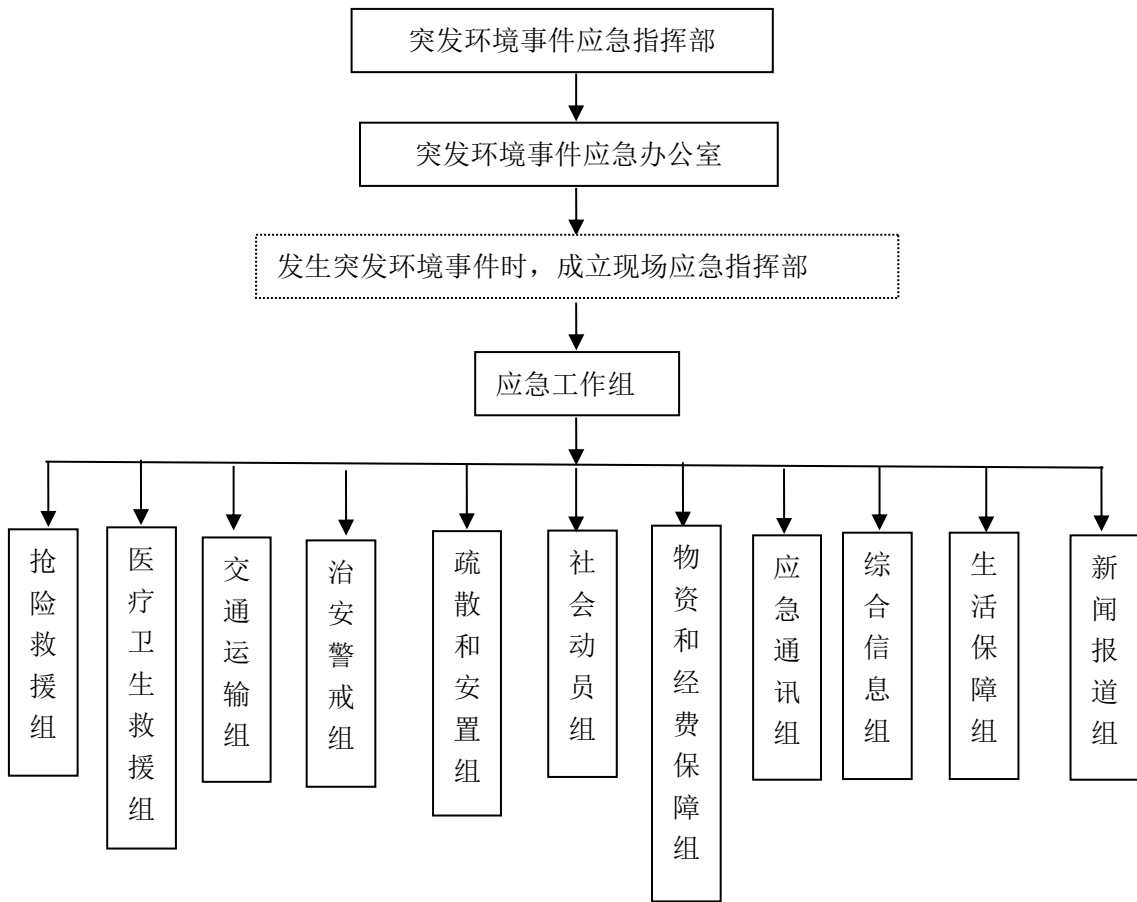 突发环境事件应急指挥部
突发环境事件应急办公室
发生突发环境事件时，成立现场应急指挥部
应急工作组
抢险救援组
医疗卫生救援组
交通运输组
治安警戒组
疏散和安置组
社会动员组
物资和经费保障组
应急通讯组
综合信息组
生活保障组
新闻报道组